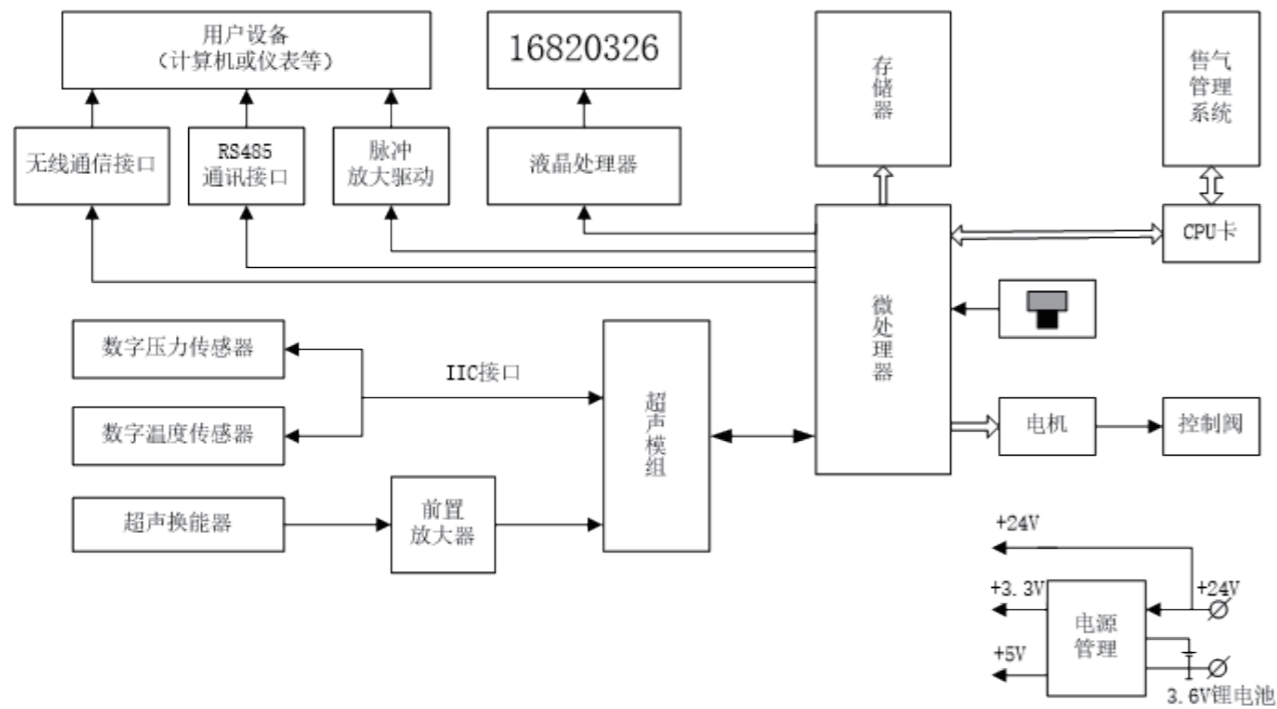 用户设备
（计算机或仪表等）
16820326
存储器
售气
管理
系统
无线通信接口
RS485
通讯接口
脉冲
放大驱动
液晶处理器
CPU卡
微处理器
数字压力传感器
IIC接口
超声模组
数字温度传感器
电机
控制阀
超声换能器
前置
放大器
+24V
+3.3V
+24V
电源
管理
+5V
3.6V锂电池